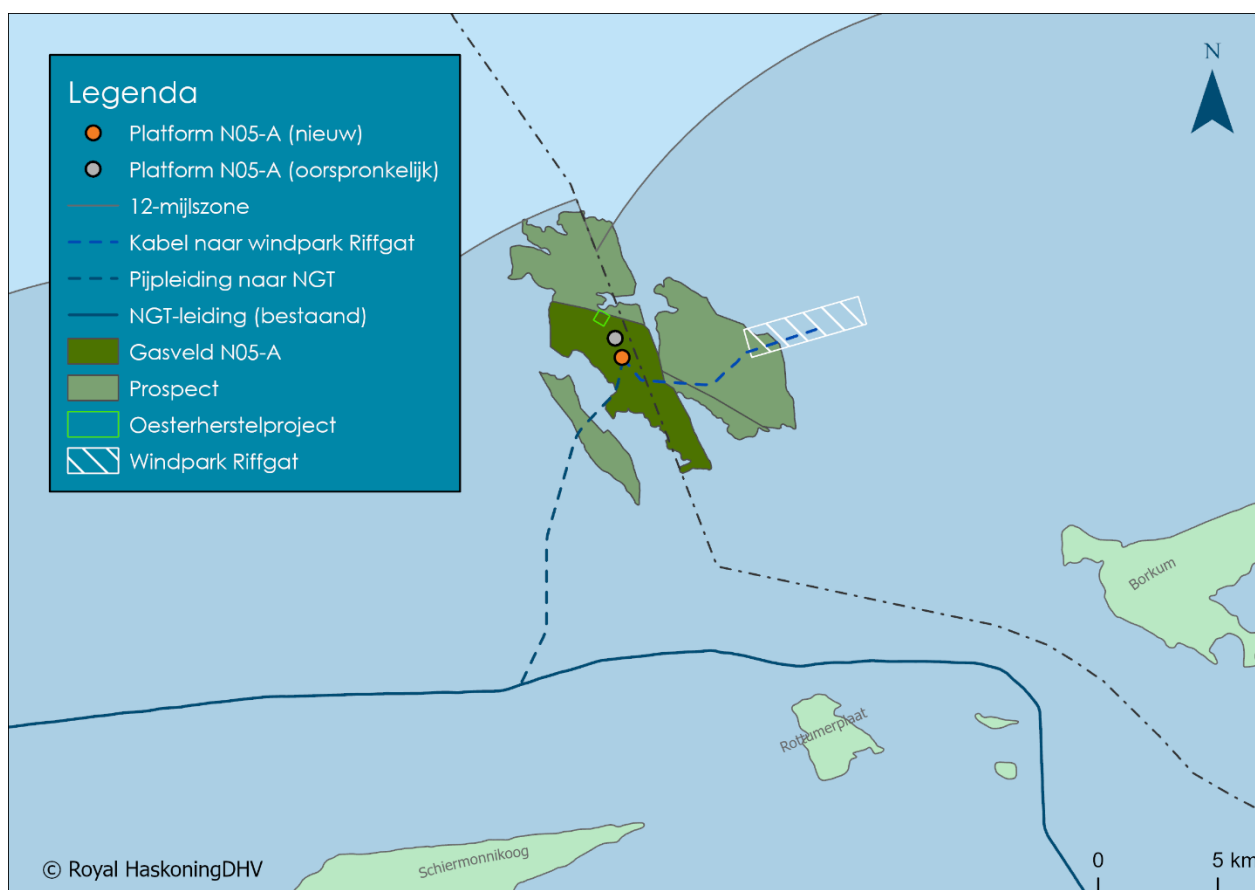 Legenda
Platform N05-A (nieuw)
Platform N05-A (oorspronkelijk)
12-mijlszone
Kabel naar windpark Riffgat
Pijpleiding naar NGT
NGT-leiding (bestaand)
Gasveld N05-A
Prospect
Oesterherstelproject
Windpark Riffgat
N
Borkum
Rottumerplaat
Schiermonnikoog
© Royal HaskoningDHV
0 5 km